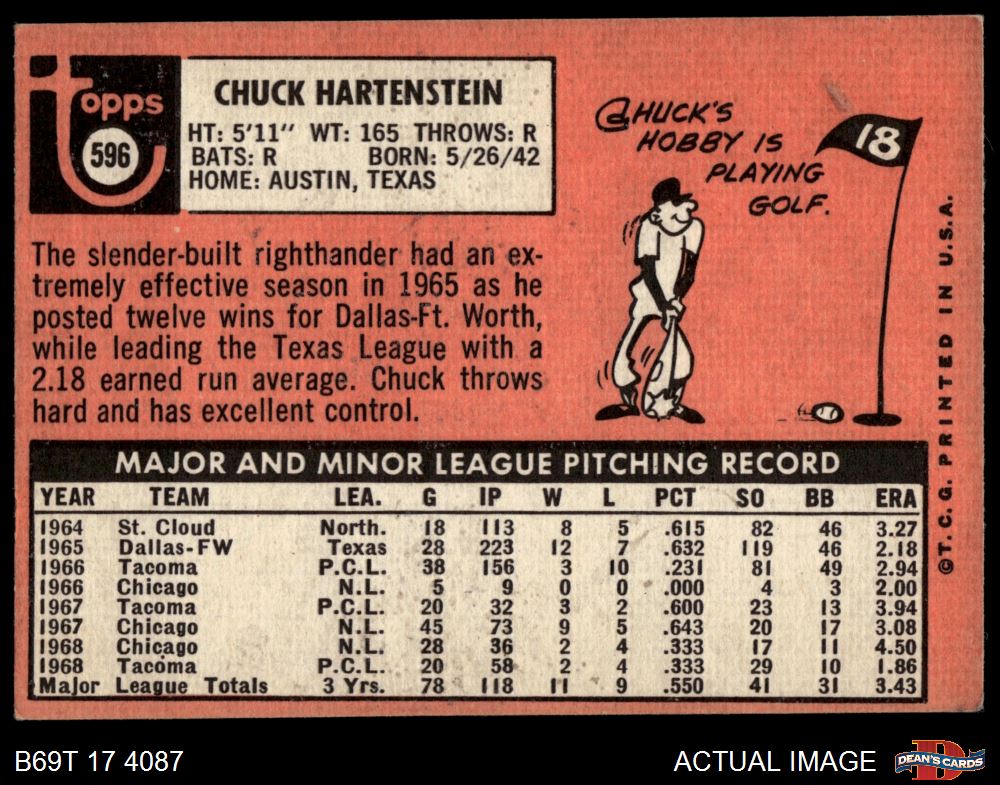 Topps
596
CHUCK HARTENSTEIN
HT: 5'11" WT: 165 THROWS: R
BATS: R BORN: 5/26/42
HOME: AUSTIN, TEXAS
CHUCK'S
HOBBY IS
PLAYING
GOLF.
18
The slender-built righthander had an ex-
tremely effective season in 1965 as he
posted twelve wins for Dallas-Ft. Worth,
while leading the Texas League with a
2.18 earned run average. Chuck throws
hard and has excellent control.
MAJOR AND MINOR LEAGUE PITCHING RECORD
YEAR TEAM LEA. G IP W L PCT SO BB ERA
1964 St. Cloud North. 18 113 8 5 .615 82 46 3.27
1965 Dallas-FW Texas 28 223 12 7 .632 119 46 2.18
1966 Tacoma P.C.L. 38 156 3 10 .231 81 49 2.94
1966 Chicago N.L. 5 9 0 0 .000 4 3 2.00
1967 Tacoma P.C.L. 20 32 3 2 .600 23 13 3.94
1967 Chicago N.L. 45 73 9 5 .643 20 17 3.08
1968 Chicago N.L. 28 36 2 4 .333 17 11 4.50
1968 Tacoma P.C.L. 20 58 2 4 .333 29 10 1.86
Major League Totals 3 Yrs. 78 118 11 9 .550 41 31 3.43
©T.C.G. PRINTED IN U.S.A.
B69T 17 4087
ACTUAL IMAGE
D
DEAN'S CARDS